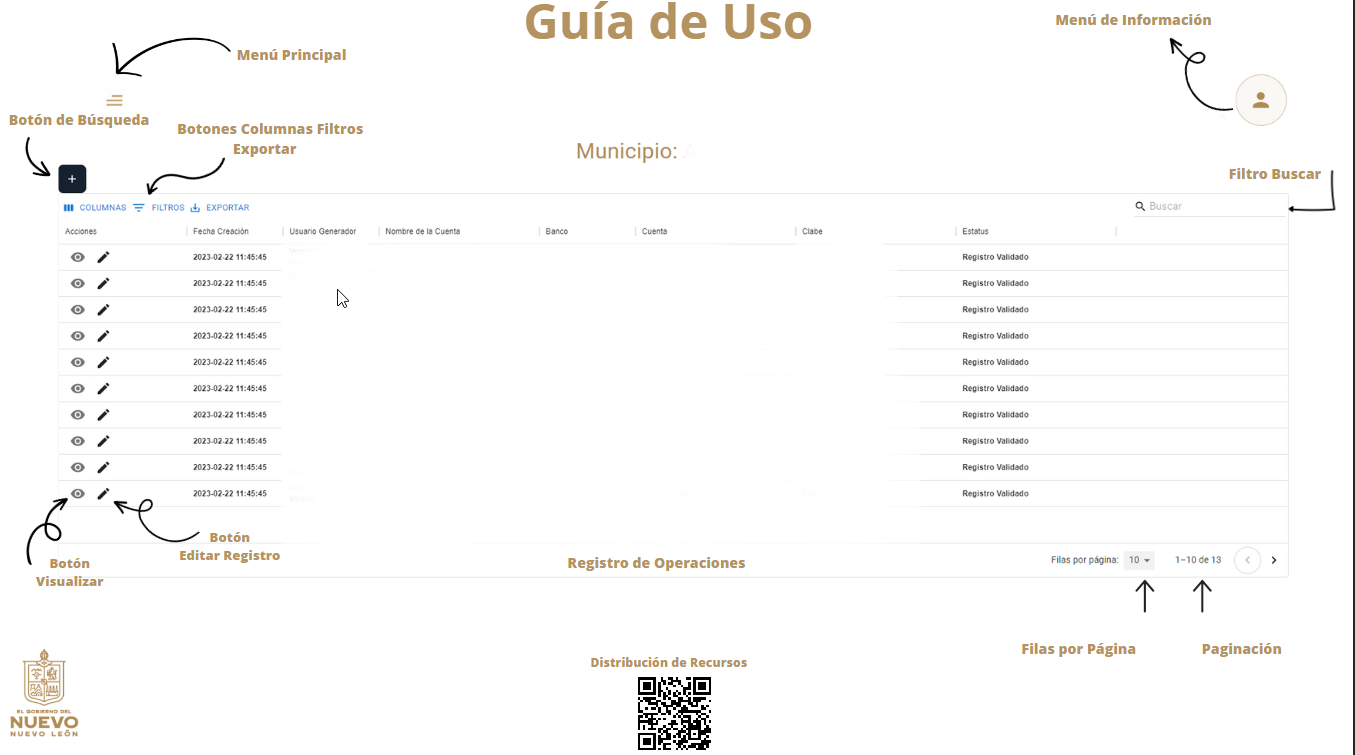 Guía de Uso
Menú de Información
Menú Principal
Botón de Búsqueda
Botones Columnas Filtros
Exportar
Municipio:
Filtro Buscar
+
COLUMNAS FILTROS EXPORTAR
Buscar
Acciones Fecha Creación Usuario Generador Nombre de la Cuenta Banco Cuenta Clabe Estatus
2023-02-22 11:45:45 Registro Validado
2023-02-22 11:45:45 Registro Validado
2023-02-22 11:45:45 Registro Validado
2023-02-22 11:45:45 Registro Validado
2023-02-22 11:45:45 Registro Validado
2023-02-22 11:45:45 Registro Validado
2023-02-22 11:45:45 Registro Validado
2023-02-22 11:45:45 Registro Validado
2023-02-22 11:45:45 Registro Validado
2023-02-22 11:45:45 Registro Validado
Botón
Editar Registro
Botón
Visualizar
Registro de Operaciones
Filas por página: 10 1–10 de 13
Filas por Página
Paginación
Distribución de Recursos
EL GOBIERNO DEL
NUEVO
NUEVO LEÓN